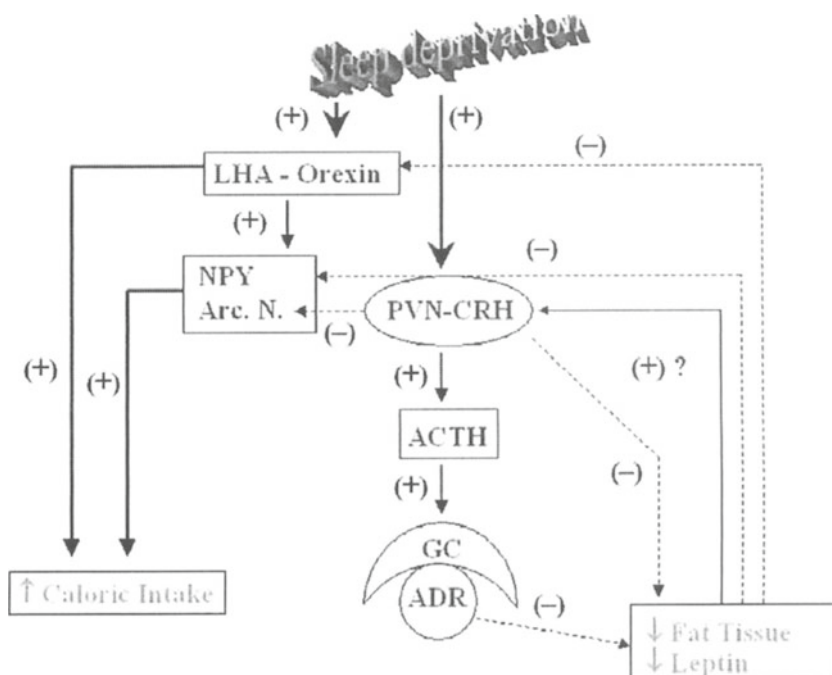 Sleep deprivation
(+)
(+)
(–)
LHA - Orexin
(+)
(–)
NPY
Arc. N.
PVN-CRH
(–)
(+)
(+)
(+)
(+) ?
ACTH
(–)
(+)
GC
ADR
(–)
↑ Caloric Intake
↓ Fat Tissue
↓ Leptin